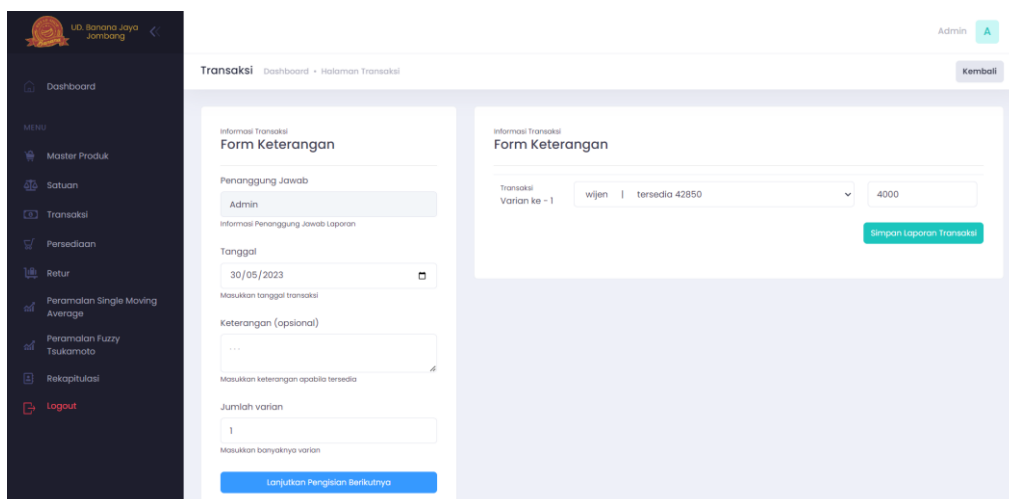 UD. Banana Jaya
Jombang
Dashboard
MENU
Master Produk
Satuan
Transaksi
Persediaan
Retur
Peramalan Single Moving
Average
Peramalan Fuzzy
Tsukamoto
Rekapitulasi
Logout
Admin A
Transaksi Dashboard • Halaman Transaksi Kembali
Informasi Transaksi
Form Keterangan
Penanggung Jawab
Admin
Informasi Penanggung Jawab Laporan
Tanggal
30/05/2023
Masukkan tanggal transaksi
Keterangan (opsional)
...
Masukkan keterangan apabila tersedia
Jumlah varian
1
Masukkan banyaknya varian
Lanjutkan Pengisian Berikutnya
Informasi Transaksi
Form Keterangan
Transaksi
Varian ke - 1
wijen | tersedia 42850
4000
Simpan Laporan Transaksi